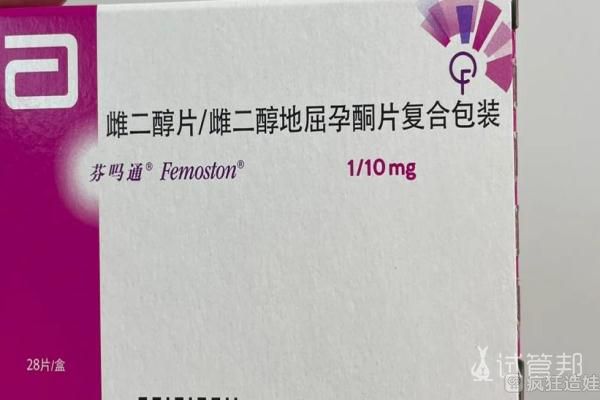 雌二醇片/雌二醇地屈孕酮片复合包装
芬吗通® Femoston® 1/10 mg
28片/盒
试管邦
疯狂造娃